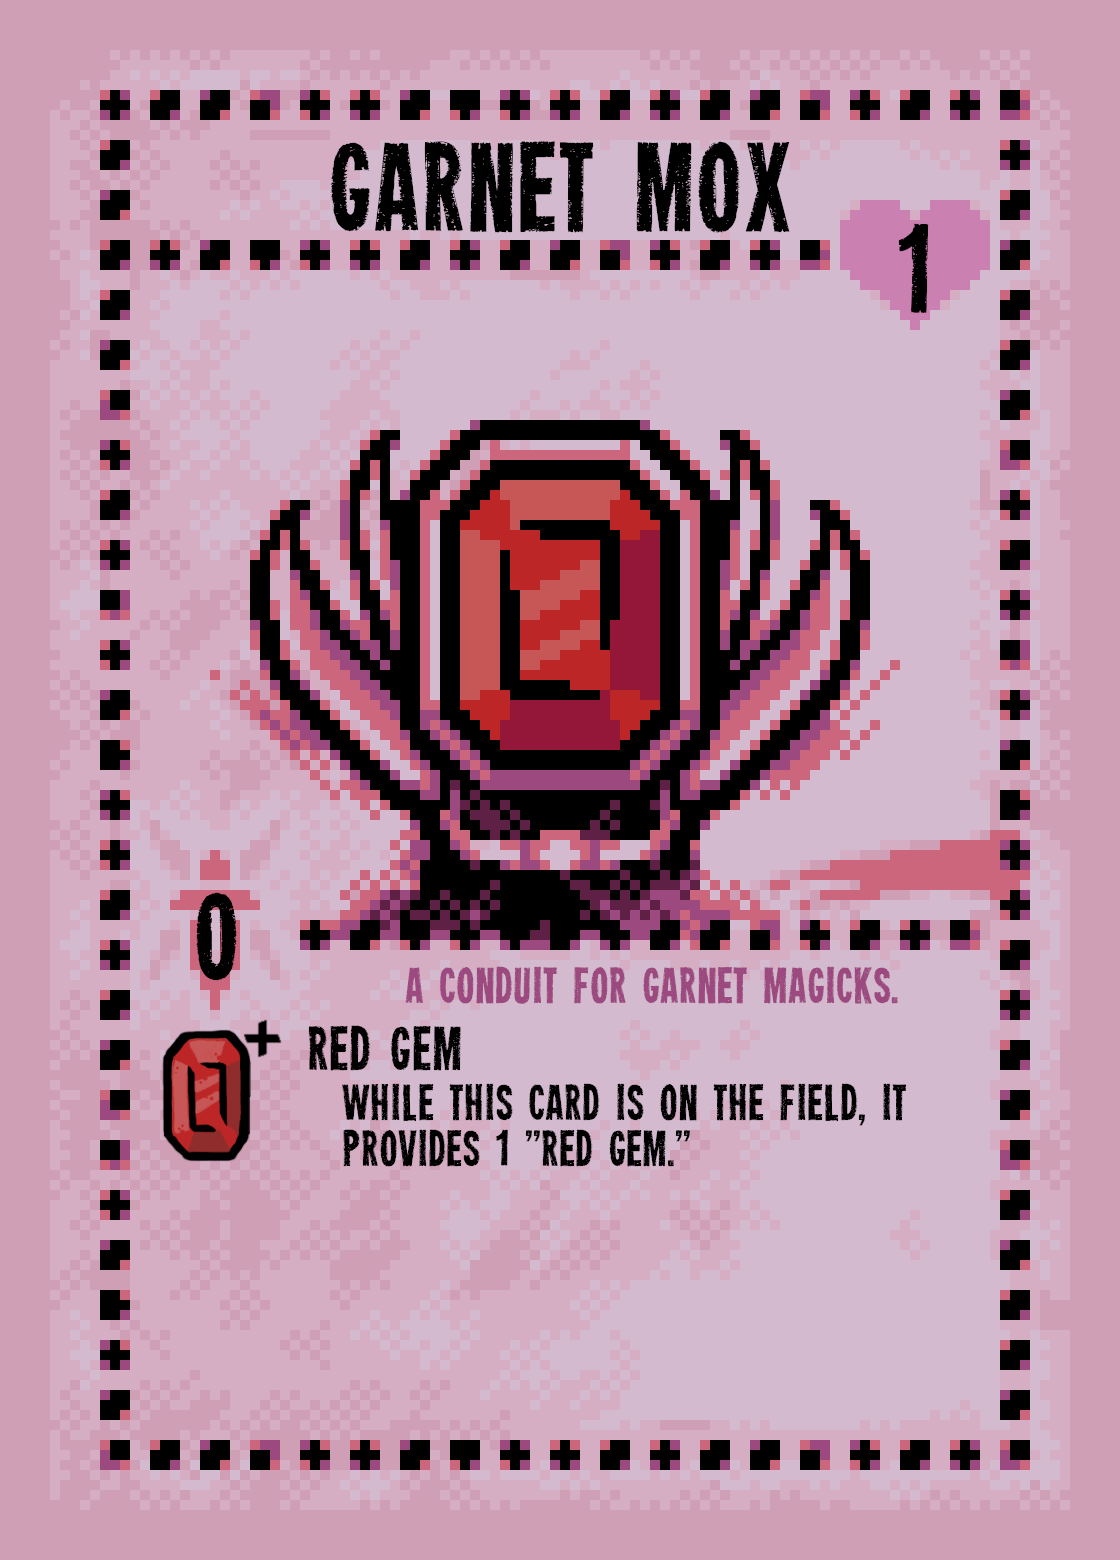 GARNET MOX
1
0
A CONDUIT FOR GARNET MAGICKS.
RED GEM
WHILE THIS CARD IS ON THE FIELD, IT
PROVIDES 1 "RED GEM."